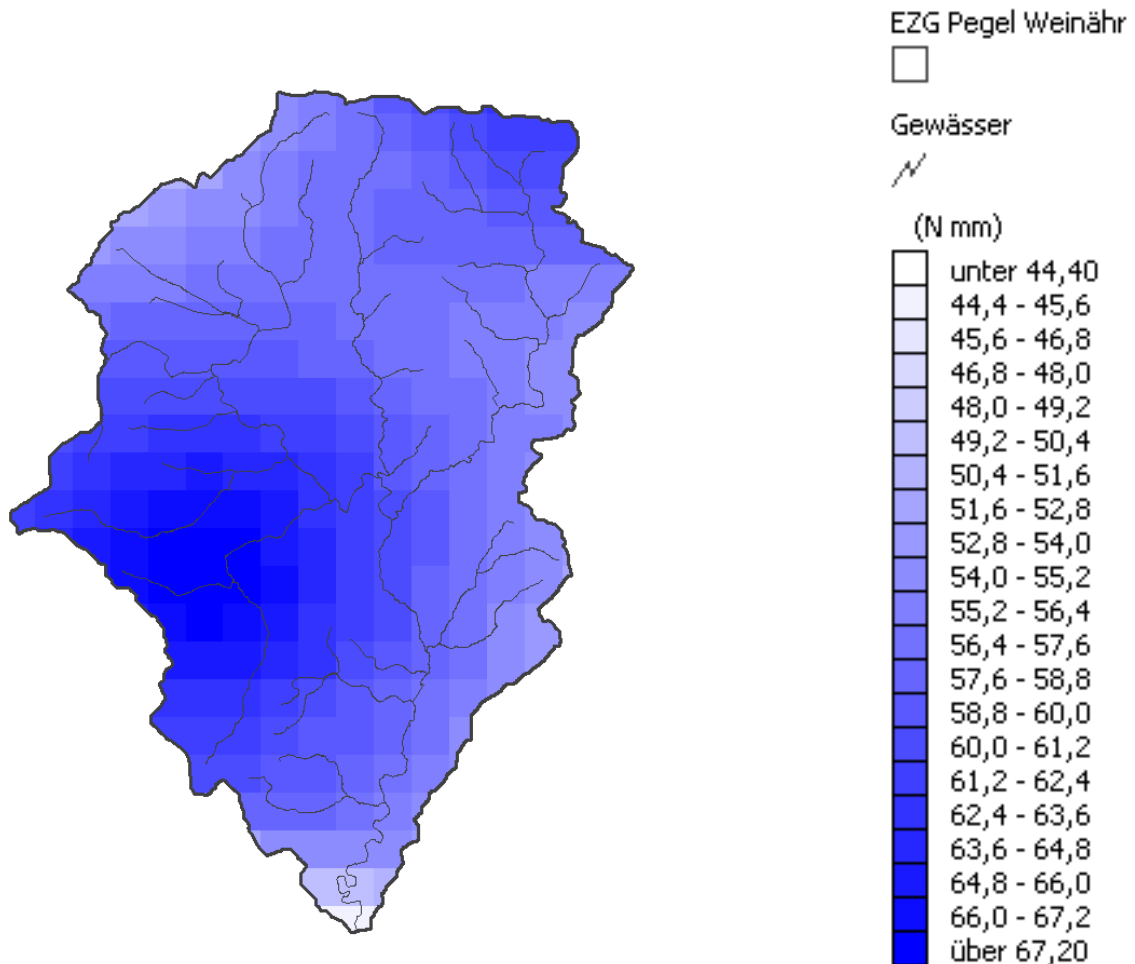 EZG Pegel Weinähr
Gewässer
(N mm)
unter 44,40
44,4 - 45,6
45,6 - 46,8
46,8 - 48,0
48,0 - 49,2
49,2 - 50,4
50,4 - 51,6
51,6 - 52,8
52,8 - 54,0
54,0 - 55,2
55,2 - 56,4
56,4 - 57,6
57,6 - 58,8
58,8 - 60,0
60,0 - 61,2
61,2 - 62,4
62,4 - 63,6
63,6 - 64,8
64,8 - 66,0
66,0 - 67,2
über 67,20